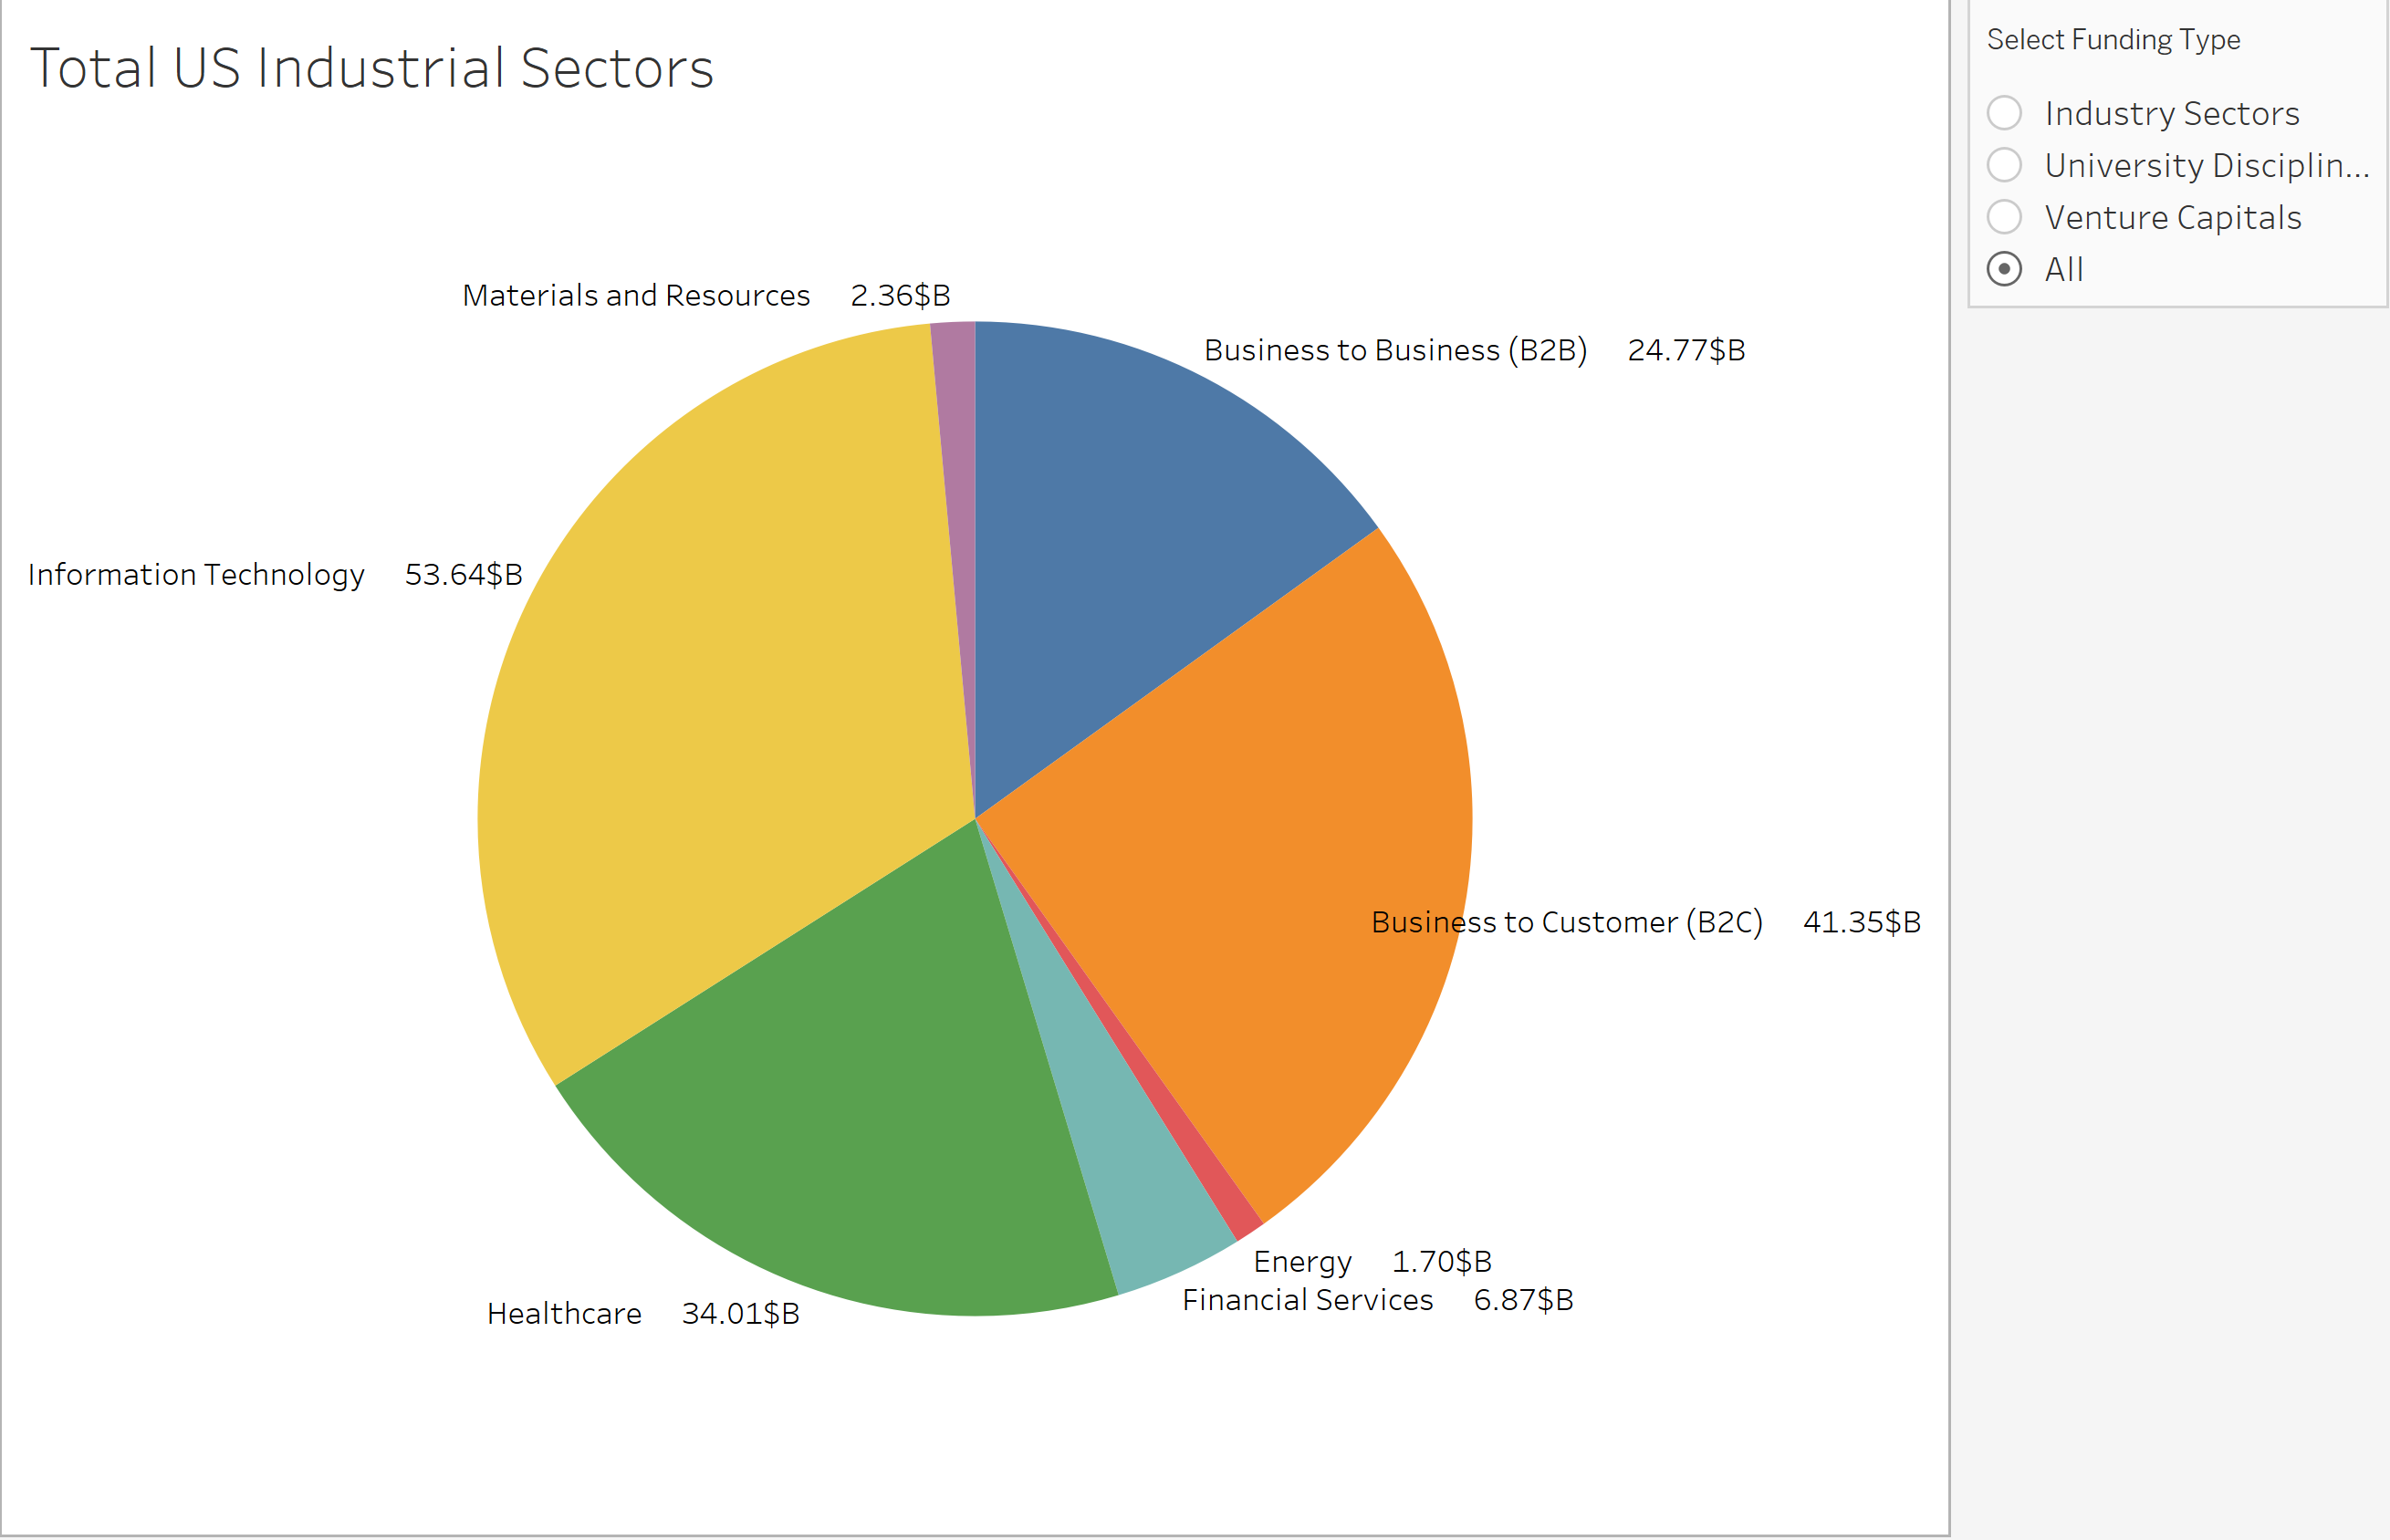 Total US Industrial Sectors
Select Funding Type
Industry Sectors
University Disciplin...
Venture Capitals
All
Materials and Resources 2.36$B
Business to Business (B2B) 24.77$B
Information Technology 53.64$B
Business to Customer (B2C) 41.35$B
Energy 1.70$B
Financial Services 6.87$B
Healthcare 34.01$B